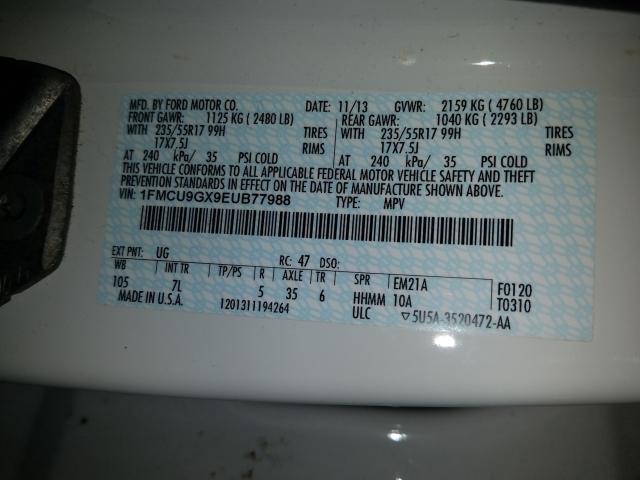 MFD. BY FORD MOTOR CO. DATE: 11/13 GVWR: 2159 KG ( 4760 LB)
FRONT GAWR: 1125 KG ( 2480 LB) REAR GAWR: 1040 KG ( 2293 LB)
WITH 235/55R17 99H TIRES WITH 235/55R17 99H TIRES
17X7.5J RIMS 17X7.5J RIMS
AT 240 kPa/ 35 PSI COLD AT 240 kPa/ 35 PSI COLD
THIS VEHICLE CONFORMS TO ALL APPLICABLE FEDERAL MOTOR VEHICLE SAFETY AND THEFT
PREVENTION STANDARDS IN EFFECT ON THE DATE OF MANUFACTURE SHOWN ABOVE.
VIN: 1FMCU9GX9EUB77988 TYPE: MPV
EXT PNT: UG RC: 47 DSO:
WB INT TR TP/PS R AXLE TR SPR EM21A F0120
105 7L 5 35 6 HHMM 10A T0310
MADE IN U.S.A. 1201311194264 ULC ▽5U5A-3520472-AA